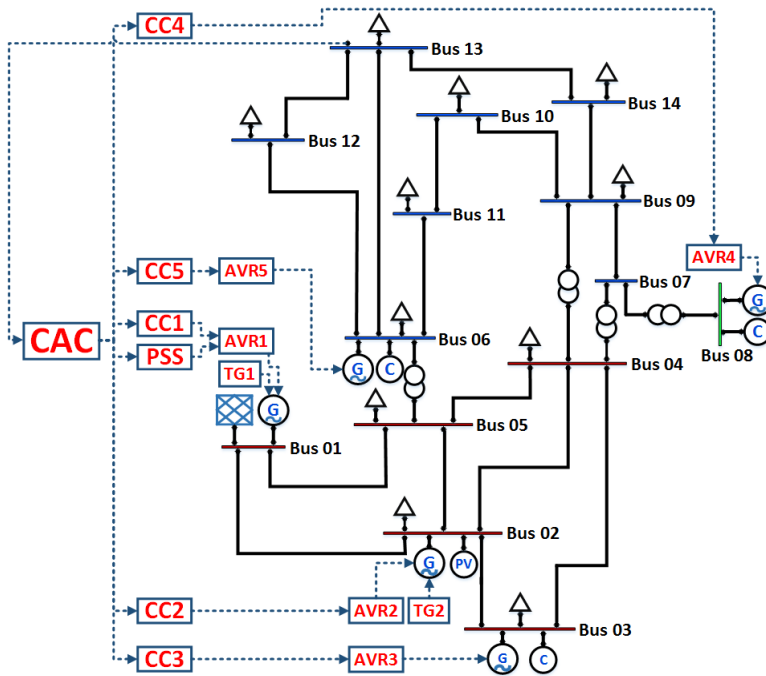 CC4
Bus 13
Bus 14
Bus 10
Bus 12
Bus 09
Bus 11
AVR4
CC5
AVR5
Bus 07
G
CC1
AVR1
CAC
Bus 06
C
PSS
Bus 08
Bus 04
TG1
G
C
G
Bus 05
Bus 01
Bus 02
G
PV
CC2
AVR2
TG2
Bus 03
CC3
AVR3
G
C